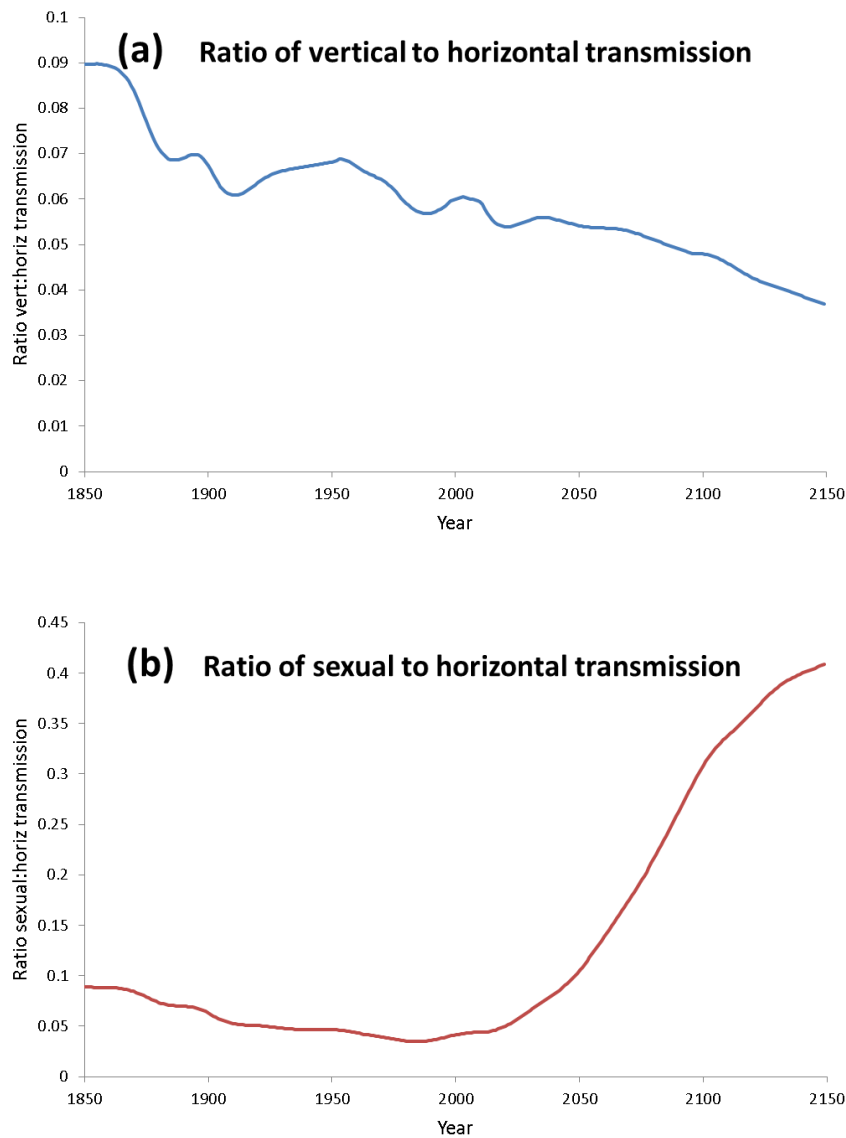 (a) Ratio of vertical to horizontal transmission
Ratio vert:horiz transmission
0.1
0.09
0.08
0.07
0.06
0.05
0.04
0.03
0.02
0.01
0
1850 1900 1950 2000 2050 2100 2150
Year
(b) Ratio of sexual to horizontal transmission
Ratio sexual:horiz transmission
0.45
0.4
0.35
0.3
0.25
0.2
0.15
0.1
0.05
0
1850 1900 1950 2000 2050 2100 2150
Year